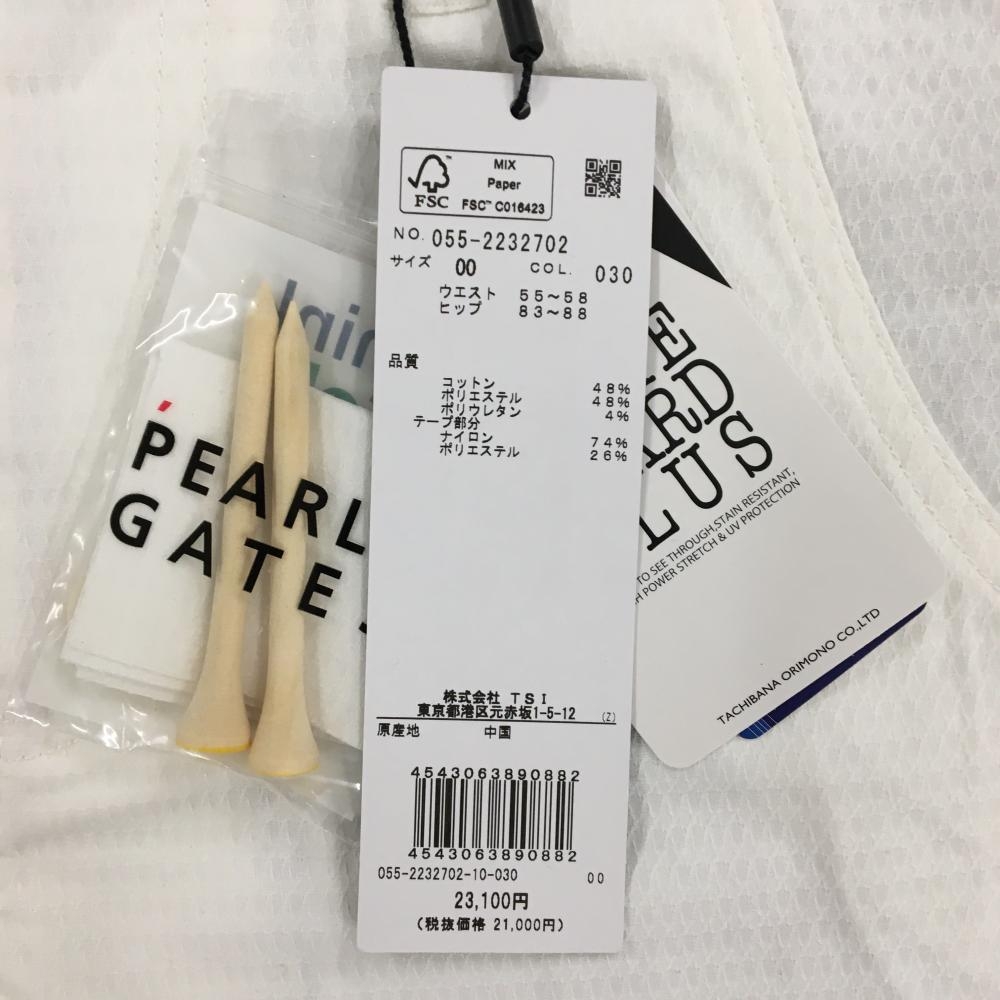 MIX
Paper
FSC™ C016423
FSC
NO. 055-2232702
サイズ 00 COL. 030
ウエスト 55～58
ヒップ 83～88
品質
コットン 48%
ポリエステル 48%
ポリウレタン 4%
テープ部分
ナイロン 74%
ポリエステル 26%
株式会社 TSI
東京都港区元赤坂1-5-12 (Z)
原産地 中国
4543063890882
4543063890882
055-2232702-10-030 00
23,100円
(税抜価格 21,000円)
PEARL
GATE
TO SEE THROUGH,STAIN RESISTANT,
POWER STRETCH & UV PROTECTION
TACHIBANA ORIMONO CO.,LTD